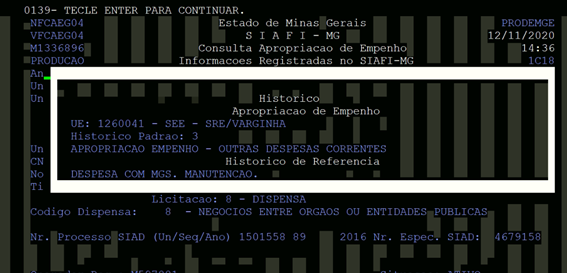 0139- TECLE ENTER PARA CONTINUAR.
NFCAEG04 Estado de Minas Gerais PRODEMGE
VFCAEG04 S I A F I - MG 12/11/2020
M1336896 Consulta Apropriacao de Empenho 14:36
PRODUCAO Informacoes Registradas no SIAFI-MG 1C18
An
Un
Un Historico
Apropriacao de Empenho
UE: 1260041 - SEE - SRE/VARGINHA
Historico Padrao: 3
Un APROPRIACAO EMPENHO - OUTRAS DESPESAS CORRENTES
CN Historico de Referencia
No DESPESA COM MGS. MANUTENCAO.
Ti
Licitacao: 8 - DISPENSA
Codigo Dispensa: 8 - NEGOCIOS ENTRE ORGAOS OU ENTIDADES PUBLICAS
Nr. Processo SIAD (Un/Seq/Ano) 1501558 89 2016 Nr. Espec. SIAD: 4679158